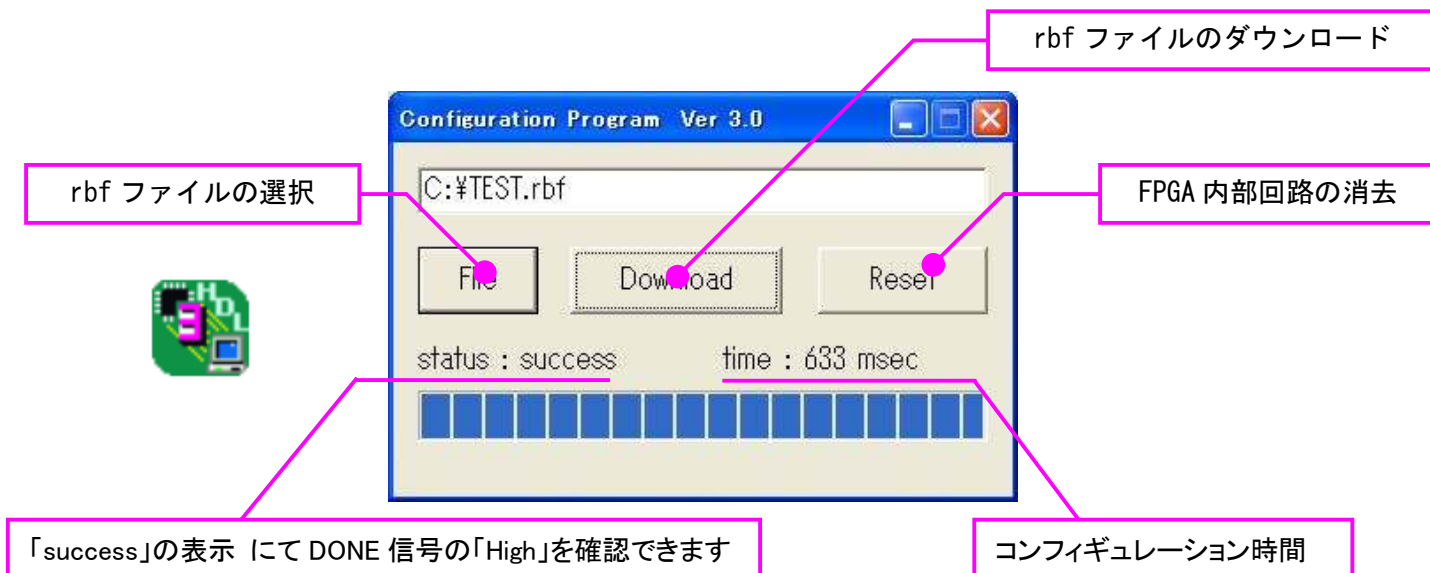 rbf ファイルのダウンロード
Configuration Program Ver 3.0
rbf ファイルの選択
C:¥TEST.rbf
FPGA 内部回路の消去
File
Download
Reset
HDL
3
status : success
time : 633 msec
「success」の表示 にて DONE 信号の「High」を確認できます
コンフィギュレーション時間